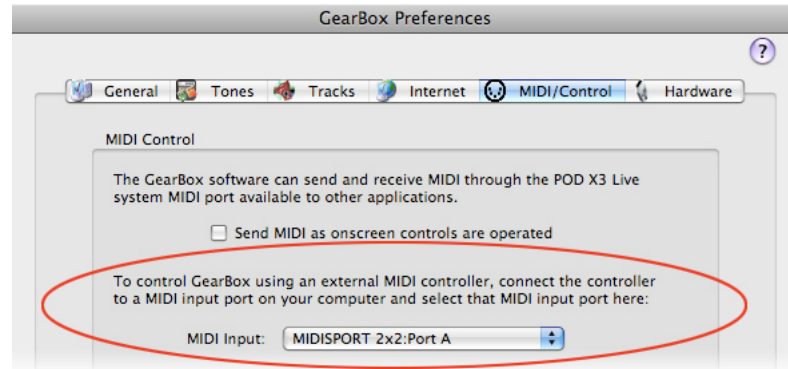 GearBox Preferences
?
General Tones Tracks Internet MIDI/Control Hardware
MIDI Control
The GearBox software can send and receive MIDI through the POD X3 Live
system MIDI port available to other applications.
Send MIDI as onscreen controls are operated
To control GearBox using an external MIDI controller, connect the controller
to a MIDI input port on your computer and select that MIDI input port here:
MIDI Input: MIDISPORT 2x2:Port A